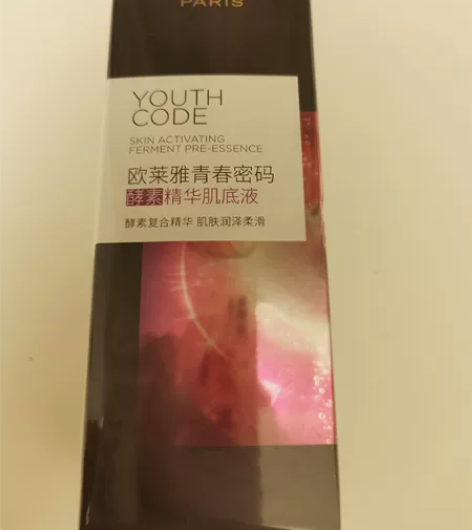 PARIS
YOUTH
CODE
SKIN ACTIVATING
FERMENT PRE-ESSENCE
欧莱雅青春密码
酵素精华肌底液
酵素复合精华 肌肤润泽柔滑